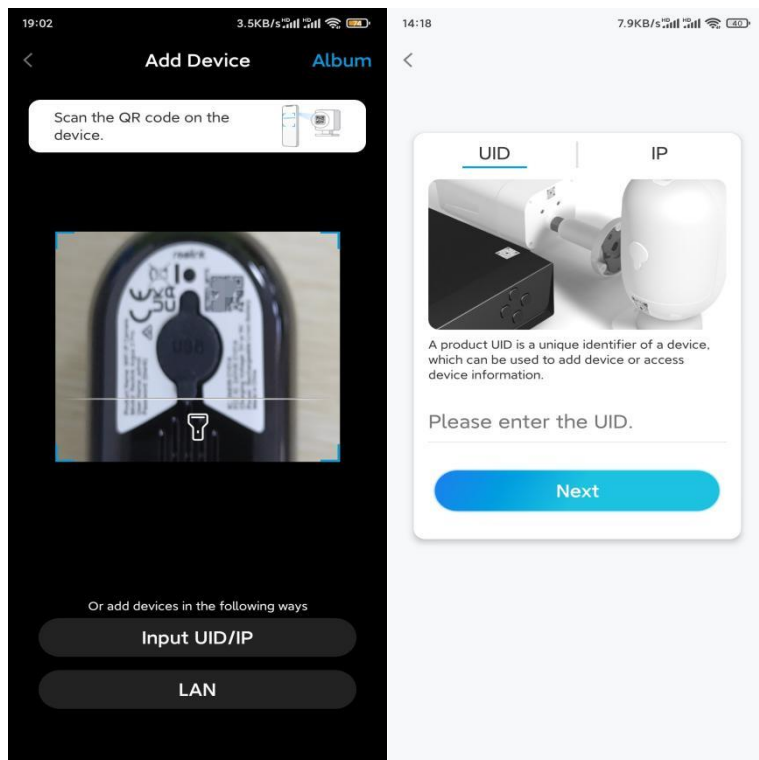 19:02
3.5KB/s
Add Device
Album
Scan the QR code on the
device.
reolink
USB
Or add devices in the following ways
Input UID/IP
LAN
14:18
7.9KB/s
40
UID
IP
A product UID is a unique identifier of a device,
which can be used to add device or access
device information.
Please enter the UID.
Next